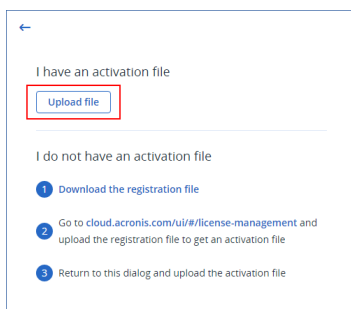 I have an activation file
Upload file
I do not have an activation file
1 Download the registration file
Go to cloud.acronis.com/ui/#/license-management and
2
upload the registration file to get an activation file
3 Return to this dialog and upload the activation file